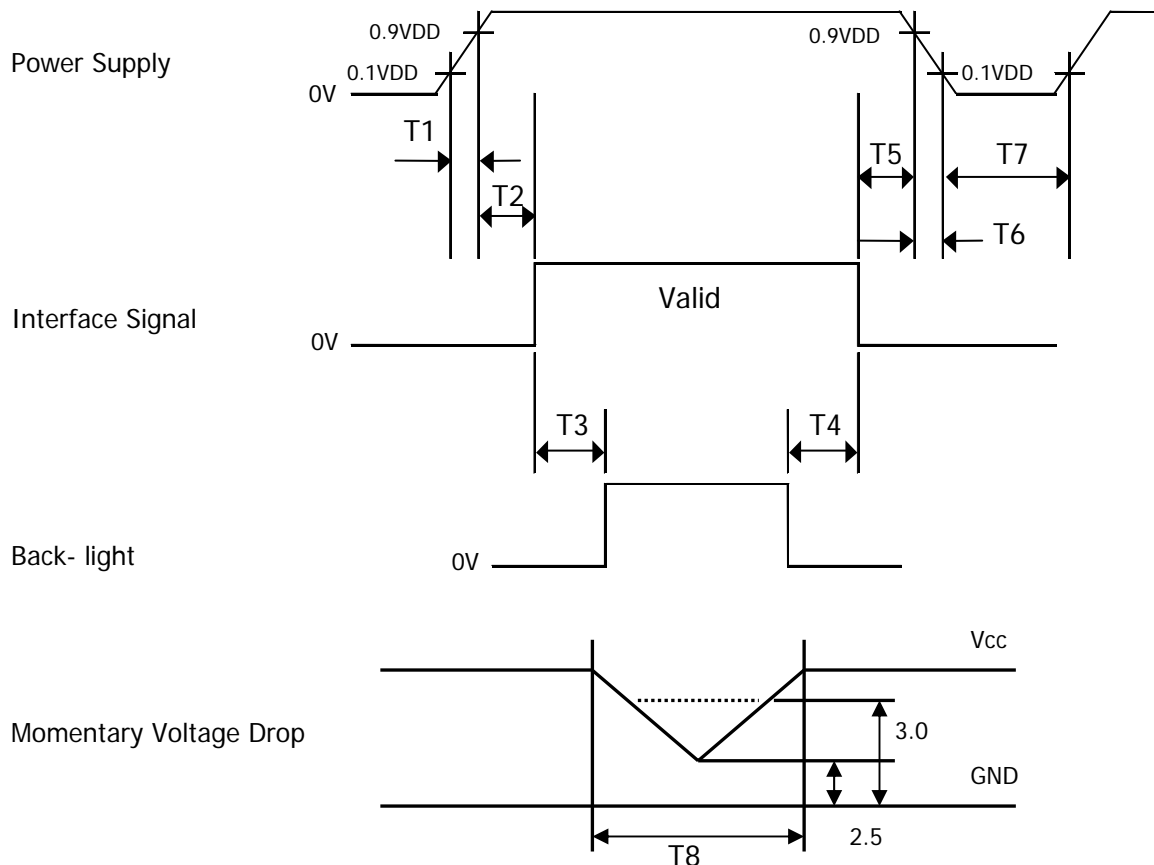 0.9VDD
0.9VDD
Power Supply
0.1VDD
0.1VDD
0V
T1
T5
T7
T2
T6
Valid
Interface Signal
0V
T3
T4
Back- light
0V
Vcc
Momentary Voltage Drop
3.0
GND
2.5
T8